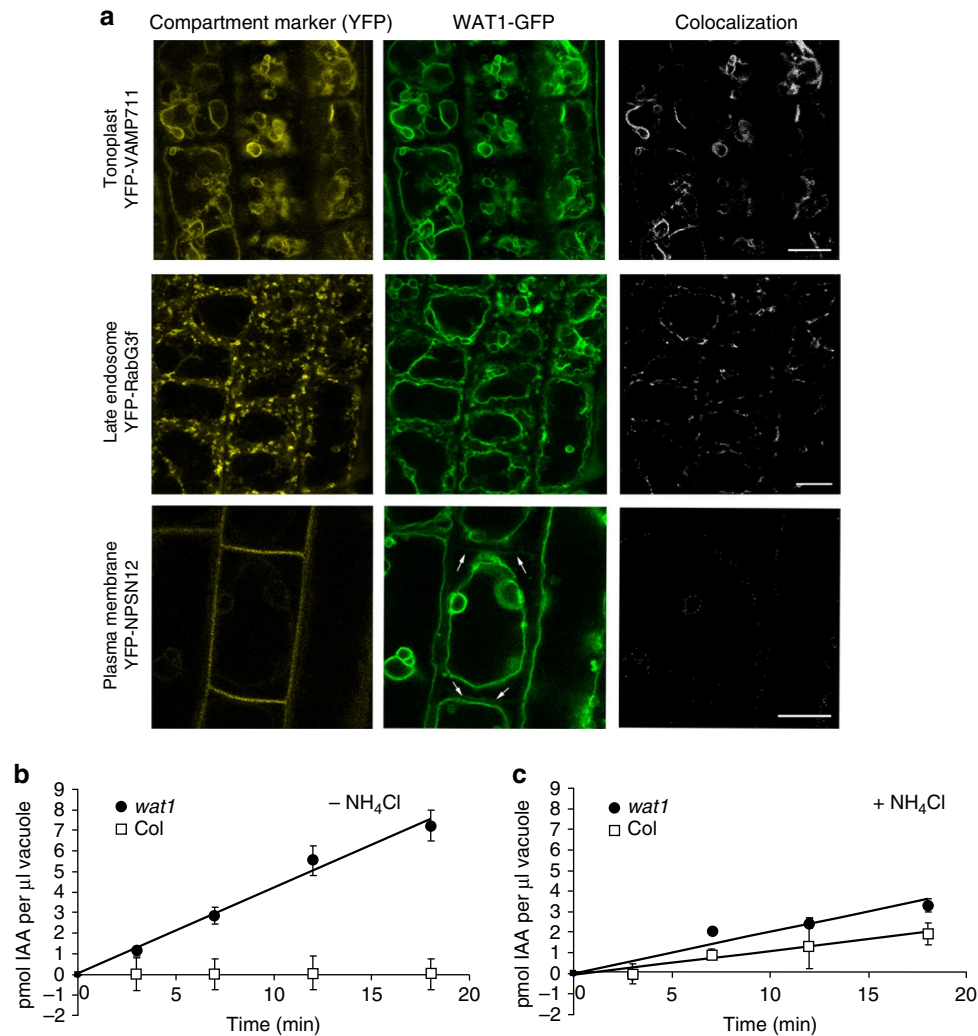 a
Compartment marker (YFP)
WAT1-GFP
Colocalization
Tonoplast
YFP-VAMP711
Late endosome
YFP-RabG3f
Plasma membrane
YFP-NPSN12
b
9
8
7
6
5
4
3
2
1
0
–1
–2
pmol IAA per µl vacuole
wat1
Col
– NH₄Cl
0
5
10
15
20
Time (min)
c
9
8
7
6
5
4
3
2
1
0
–1
–2
pmol IAA per µl vacuole
wat1
Col
+ NH₄Cl
0
5
10
15
20
Time (min)